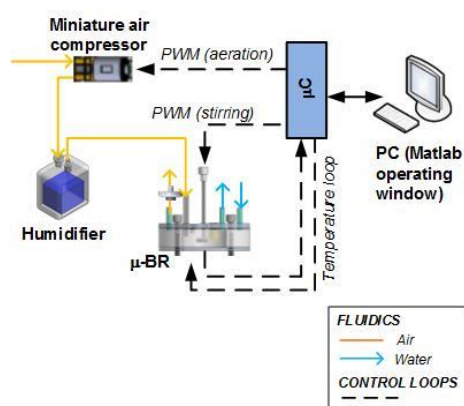 Miniature air
compressor
PWM (aeration)
μC
PWM (stirring)
PC (Matlab
operating
window)
Temperature loop
Humidifier
μ-BR
FLUIDICS
Air
Water
CONTROL LOOPS